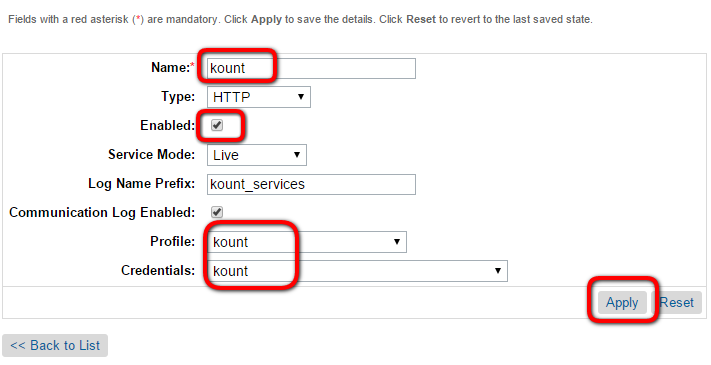 Fields with a red asterisk (*) are mandatory. Click Apply to save the details. Click Reset to revert to the last saved state.
Name:* kount
Type: HTTP
Enabled:
Service Mode: Live
Log Name Prefix: kount_services
Communication Log Enabled:
Profile: kount
Credentials: kount
Apply Reset
<< Back to List